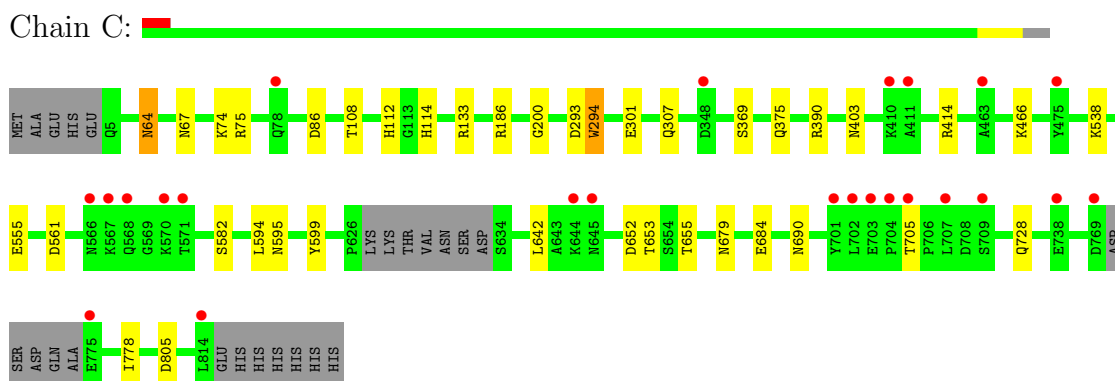 Chain C:
MET ALA GLU HIS GLU Q5 N64 N67 K74 R75 Q78 D86 T108 H112 G113 H114 R133 R186 G200 D293 W294 E301 Q307 D348 S369 Q375 R390 N403 K410 A411 R414 A463 K466 Y475 K538
E555 D561 N566 K567 Q568 G569 K570 T571 S582 L594 N595 Y599 P626 LYS LYS THR VAL ASN SER ASP S634 L642 A643 K644 N645 D652 T653 S654 T655 N679 E684 N690 Y701 L702 E703 P704 T705 P706 L707 D708 S709 Q728 E738 D769 ASP
SER ASP GLN ALA E775 I778 D805 L814 GLU HIS HIS HIS HIS HIS HIS